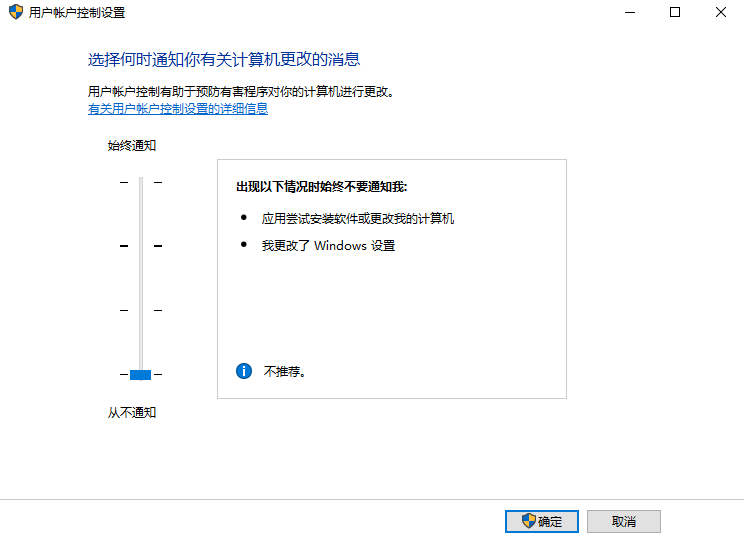 用户帐户控制设置
选择何时通知你有关计算机更改的消息
用户帐户控制有助于预防有害程序对你的计算机进行更改。
有关用户帐户控制设置的详细信息
始终通知
出现以下情况时始终不要通知我:
• 应用尝试安装软件或更改我的计算机
• 我更改了 Windows 设置
不推荐。
从不通知
确定
取消